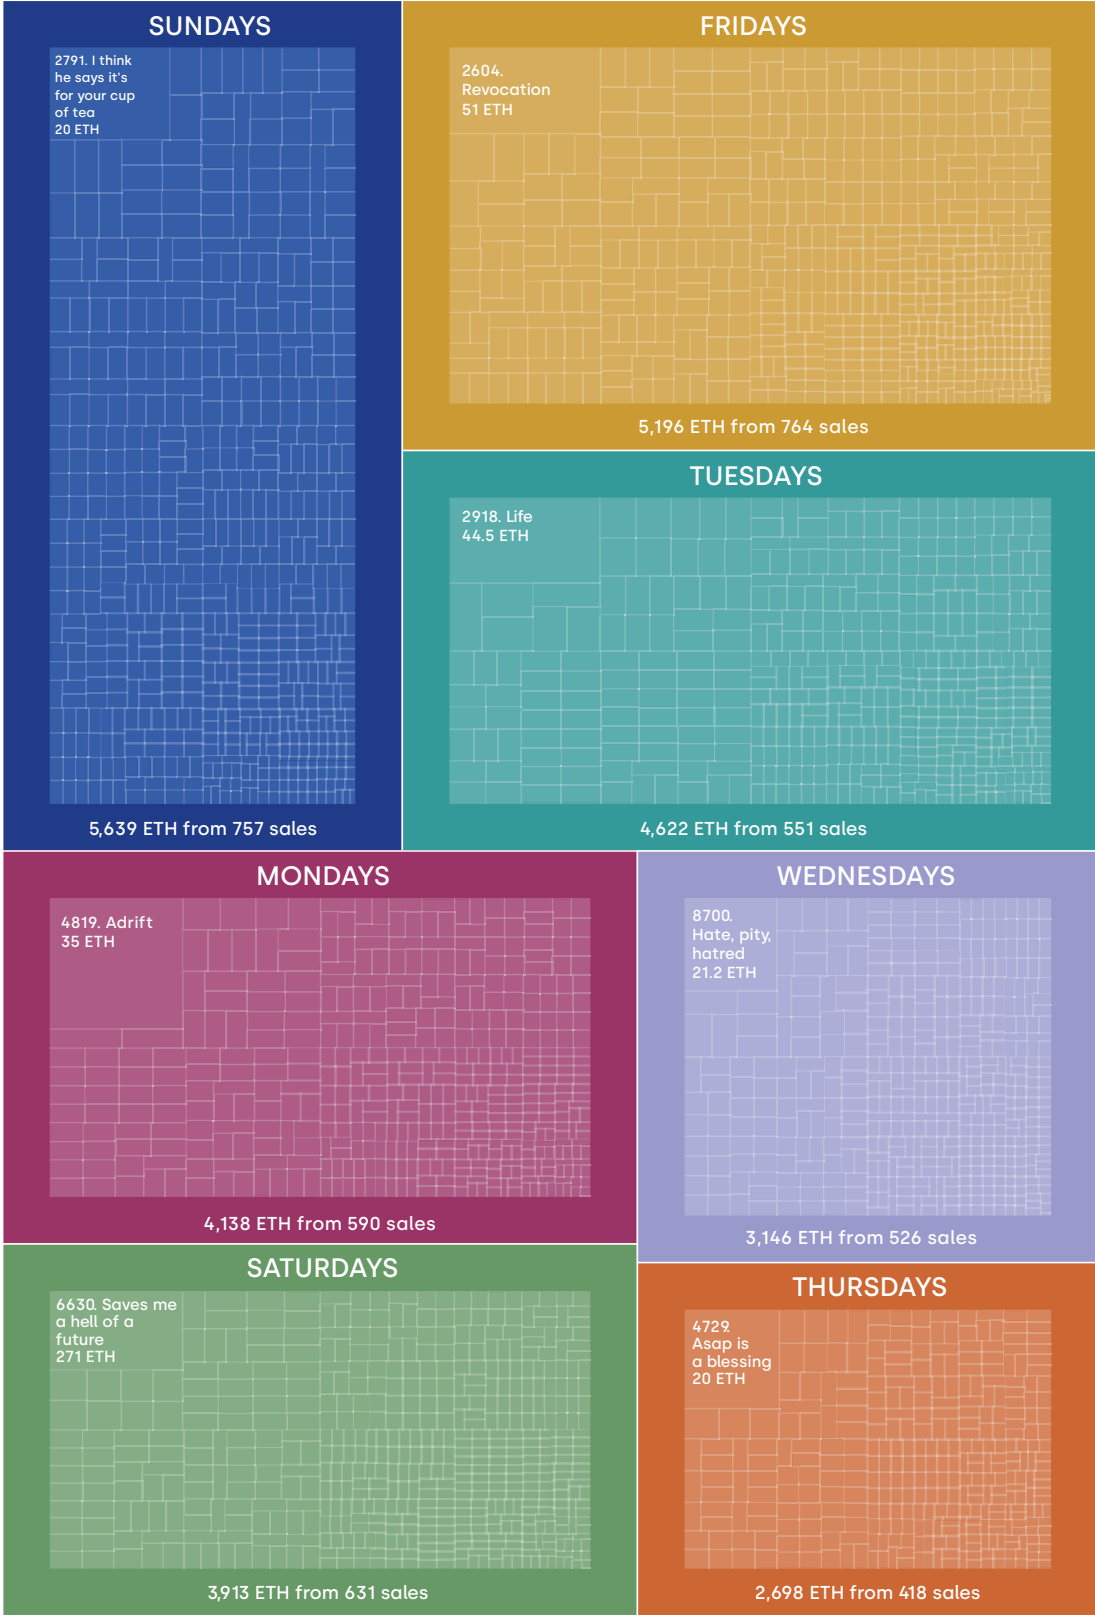 SUNDAYS
2791. I think
he says it's
for your cup
of tea
20 ETH
5,639 ETH from 757 sales
FRIDAYS
2604.
Revocation
51 ETH
5,196 ETH from 764 sales
TUESDAYS
2918. Life
44.5 ETH
4,622 ETH from 551 sales
MONDAYS
4819. Adrift
35 ETH
4,138 ETH from 590 sales
WEDNESDAYS
8700.
Hate, pity,
hatred
21.2 ETH
3,146 ETH from 526 sales
SATURDAYS
6630. Saves me
a hell of a
future
271 ETH
3,913 ETH from 631 sales
THURSDAYS
4729.
Asap is
a blessing
20 ETH
2,698 ETH from 418 sales